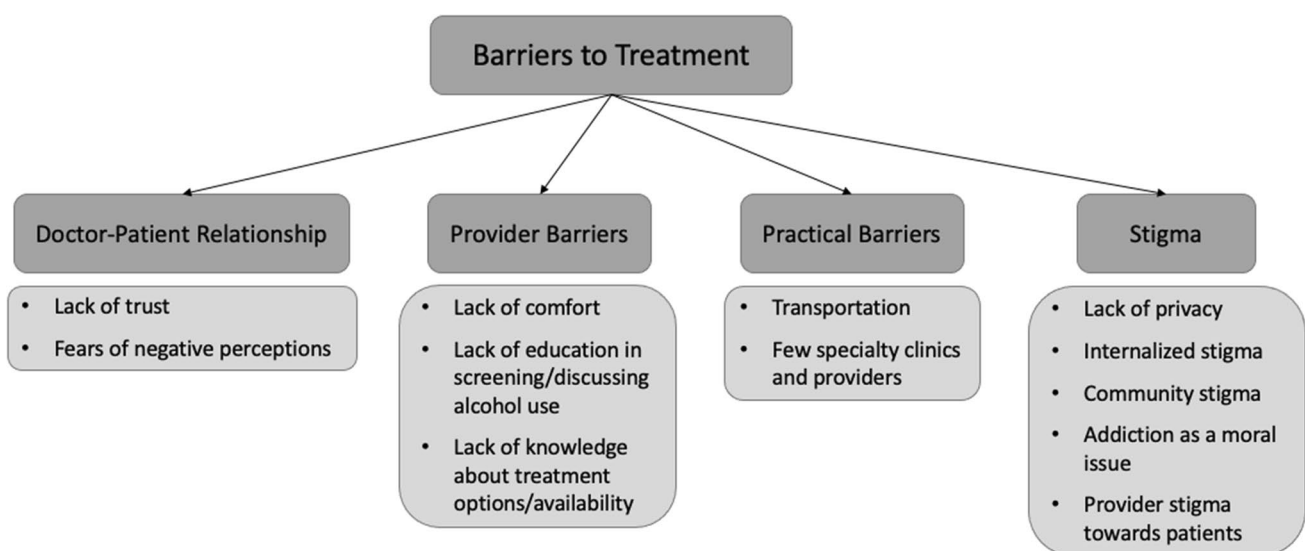 Barriers to Treatment
Doctor-Patient Relationship
• Lack of trust
• Fears of negative perceptions
Provider Barriers
• Lack of comfort
• Lack of education in
screening/discussing
alcohol use
• Lack of knowledge
about treatment
options/availability
Practical Barriers
• Transportation
• Few specialty clinics
and providers
Stigma
• Lack of privacy
• Internalized stigma
• Community stigma
• Addiction as a moral
issue
• Provider stigma
towards patients